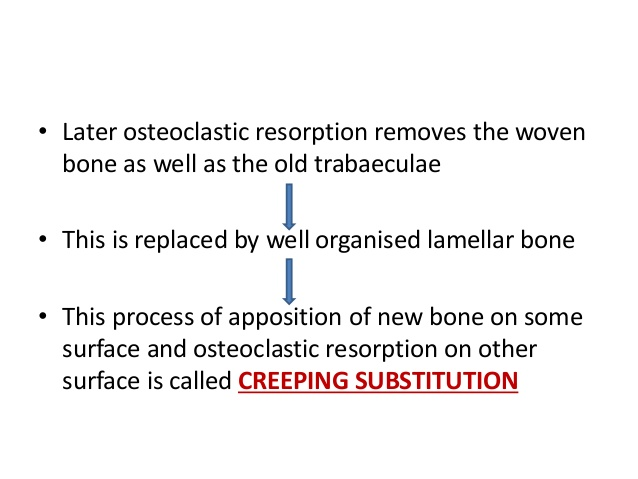 • Later osteoclastic resorption removes the woven
bone as well as the old trabaeculae
• This is replaced by well organised lamellar bone
• This process of apposition of new bone on some
surface and osteoclastic resorption on other
surface is called CREEPING SUBSTITUTION